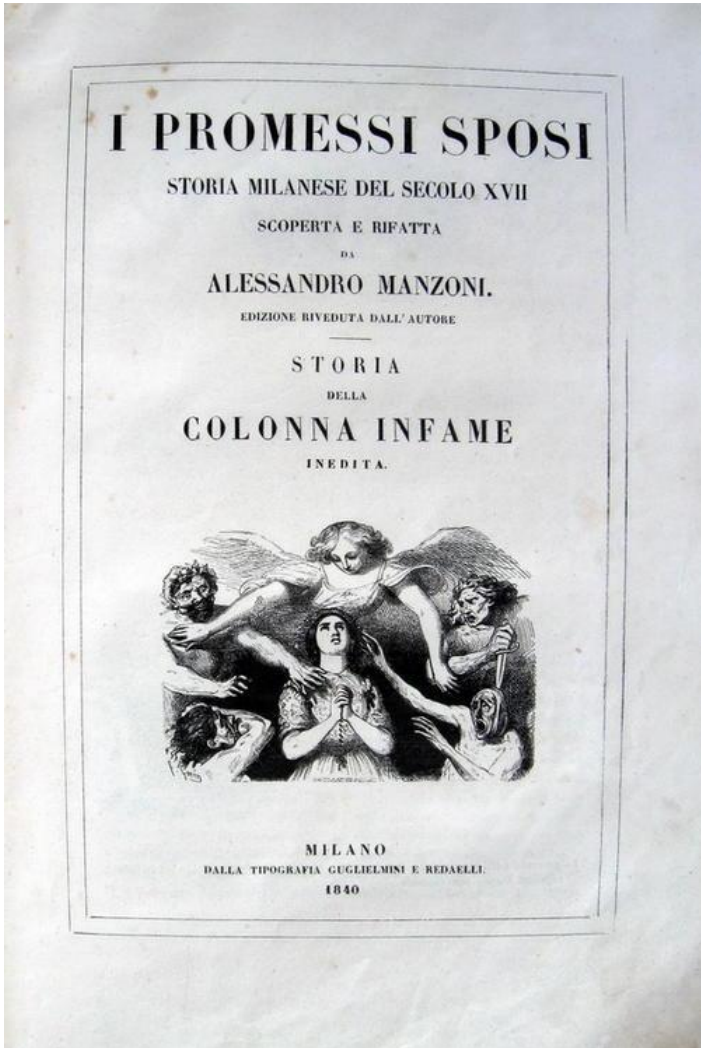 I PROMESSI SPOSI
STORIA MILANESE DEL SECOLO XVII
SCOPERTA E RIFATTA
DA
ALESSANDRO MANZONI.
EDIZIONE RIVEDUTA DALL' AUTORE
STORIA
DELLA
COLONNA INFAME
INEDITA.
MILANO
DALLA TIPOGRAFIA GUGLIELMINI E REDAELLI.
1840